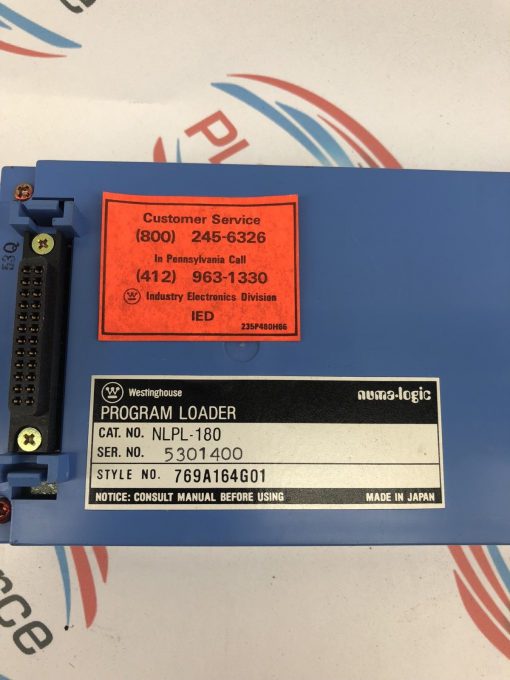 Customer Service
(800) 245-6326
In Pennsylvania Call
(412) 963-1330
W Industry Electronics Division
IED
235P480H66
53Q
W Westinghouse
numa-logic
PROGRAM LOADER
CAT. NO. NLPL-180
SER. NO. 5301400
STYLE NO. 769A164G01
NOTICE: CONSULT MANUAL BEFORE USING
MADE IN JAPAN
PL
rce